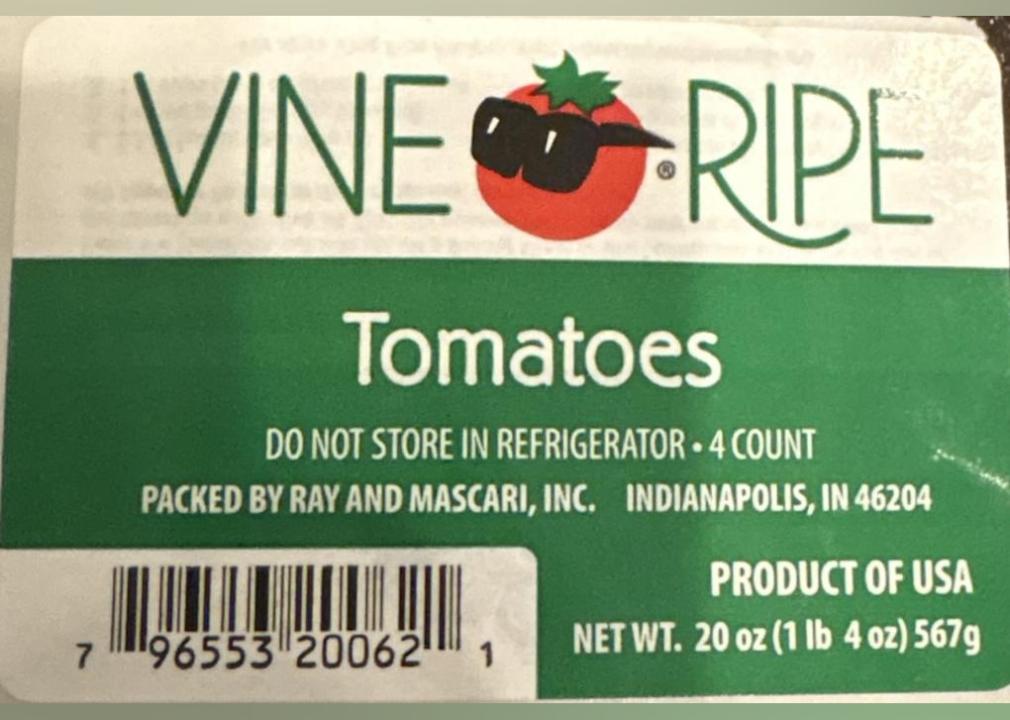 VINE RIPE®
Tomatoes
DO NOT STORE IN REFRIGERATOR • 4 COUNT
PACKED BY RAY AND MASCARI, INC. INDIANAPOLIS, IN 46204
PRODUCT OF USA
NET WT. 20 oz (1 lb 4 oz) 567g
7 96553 20062 1